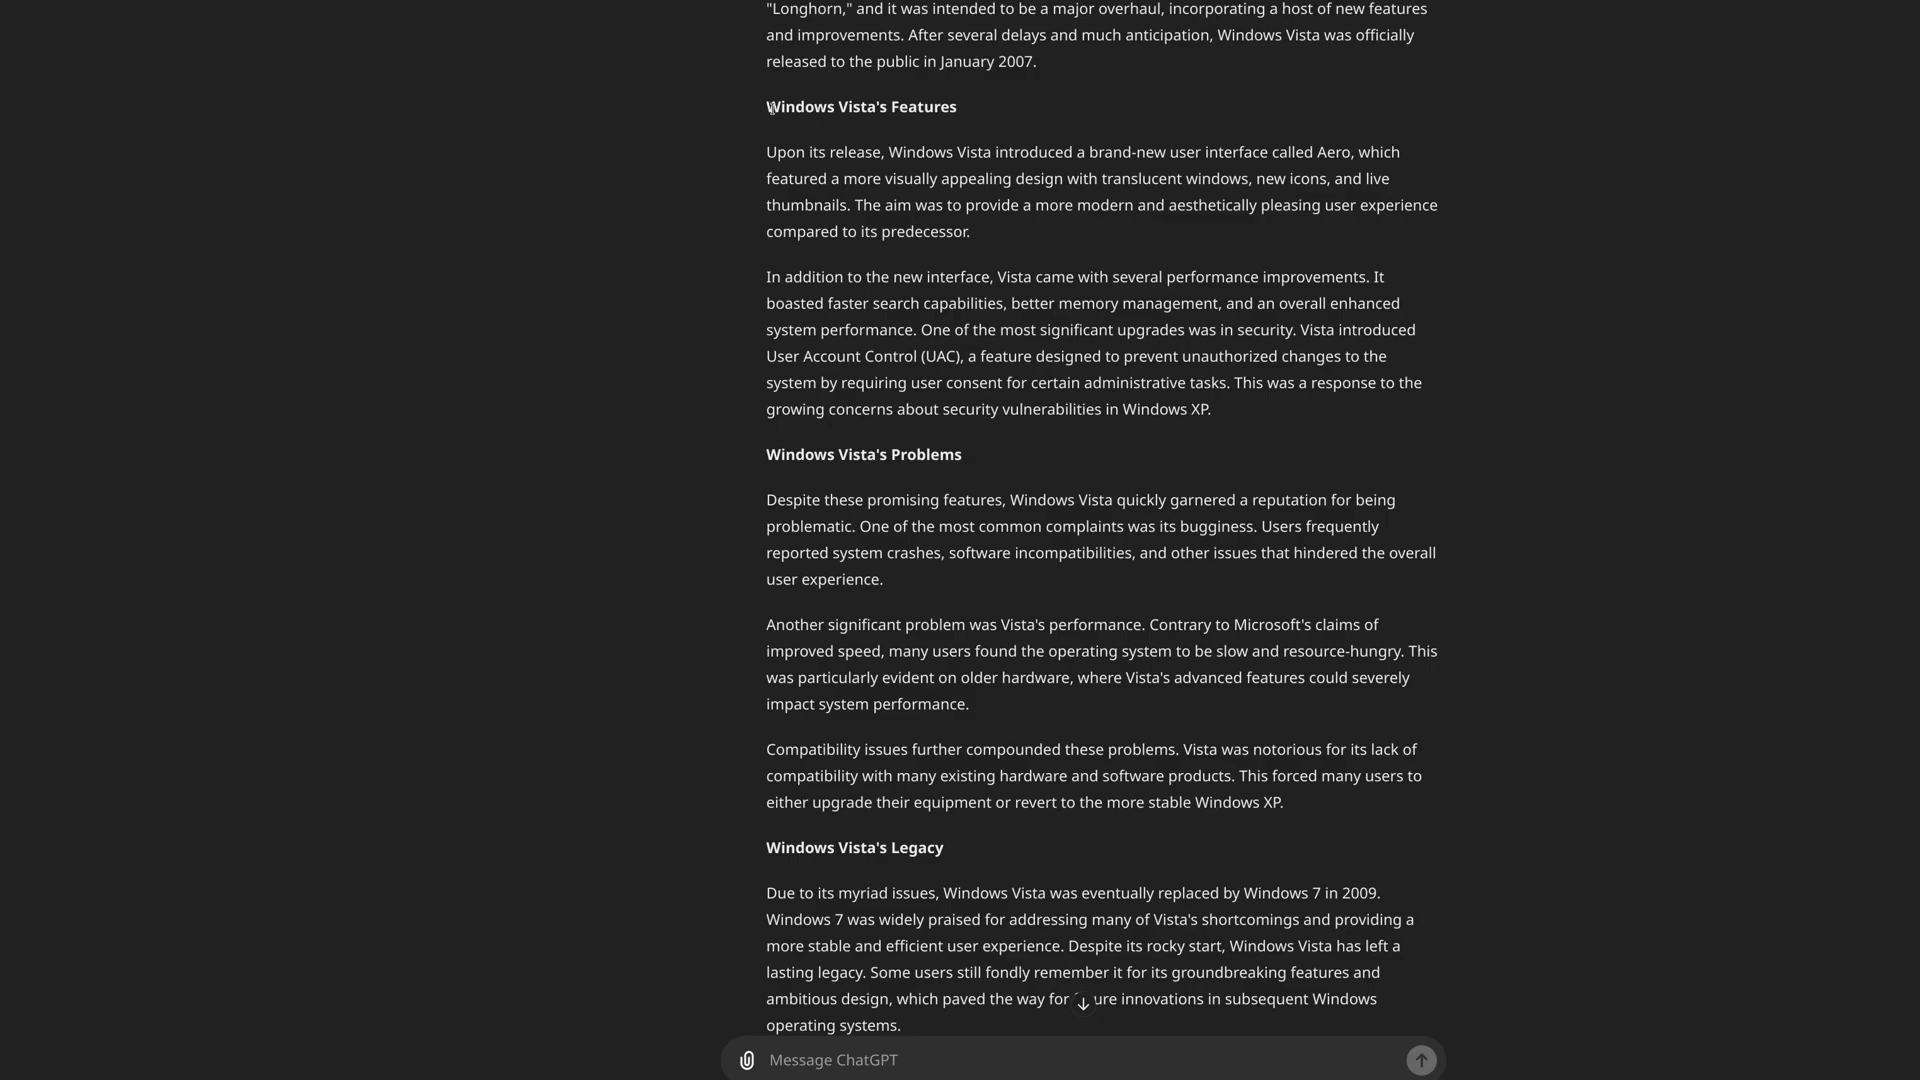 "Longhorn," and it was intended to be a major overhaul, incorporating a host of new features
and improvements. After several delays and much anticipation, Windows Vista was officially
released to the public in January 2007.
Windows Vista's Features
Upon its release, Windows Vista introduced a brand-new user interface called Aero, which
featured a more visually appealing design with translucent windows, new icons, and live
thumbnails. The aim was to provide a more modern and aesthetically pleasing user experience
compared to its predecessor.
In addition to the new interface, Vista came with several performance improvements. It
boasted faster search capabilities, better memory management, and an overall enhanced
system performance. One of the most significant upgrades was in security. Vista introduced
User Account Control (UAC), a feature designed to prevent unauthorized changes to the
system by requiring user consent for certain administrative tasks. This was a response to the
growing concerns about security vulnerabilities in Windows XP.
Windows Vista's Problems
Despite these promising features, Windows Vista quickly garnered a reputation for being
problematic. One of the most common complaints was its bugginess. Users frequently
reported system crashes, software incompatibilities, and other issues that hindered the overall
user experience.
Another significant problem was Vista's performance. Contrary to Microsoft's claims of
improved speed, many users found the operating system to be slow and resource-hungry. This
was particularly evident on older hardware, where Vista's advanced features could severely
impact system performance.
Compatibility issues further compounded these problems. Vista was notorious for its lack of
compatibility with many existing hardware and software products. This forced many users to
either upgrade their equipment or revert to the more stable Windows XP.
Windows Vista's Legacy
Due to its myriad issues, Windows Vista was eventually replaced by Windows 7 in 2009.
Windows 7 was widely praised for addressing many of Vista's shortcomings and providing a
more stable and efficient user experience. Despite its rocky start, Windows Vista has left a
lasting legacy. Some users still fondly remember it for its groundbreaking features and
ambitious design, which paved the way for future innovations in subsequent Windows
operating systems.
Message ChatGPT